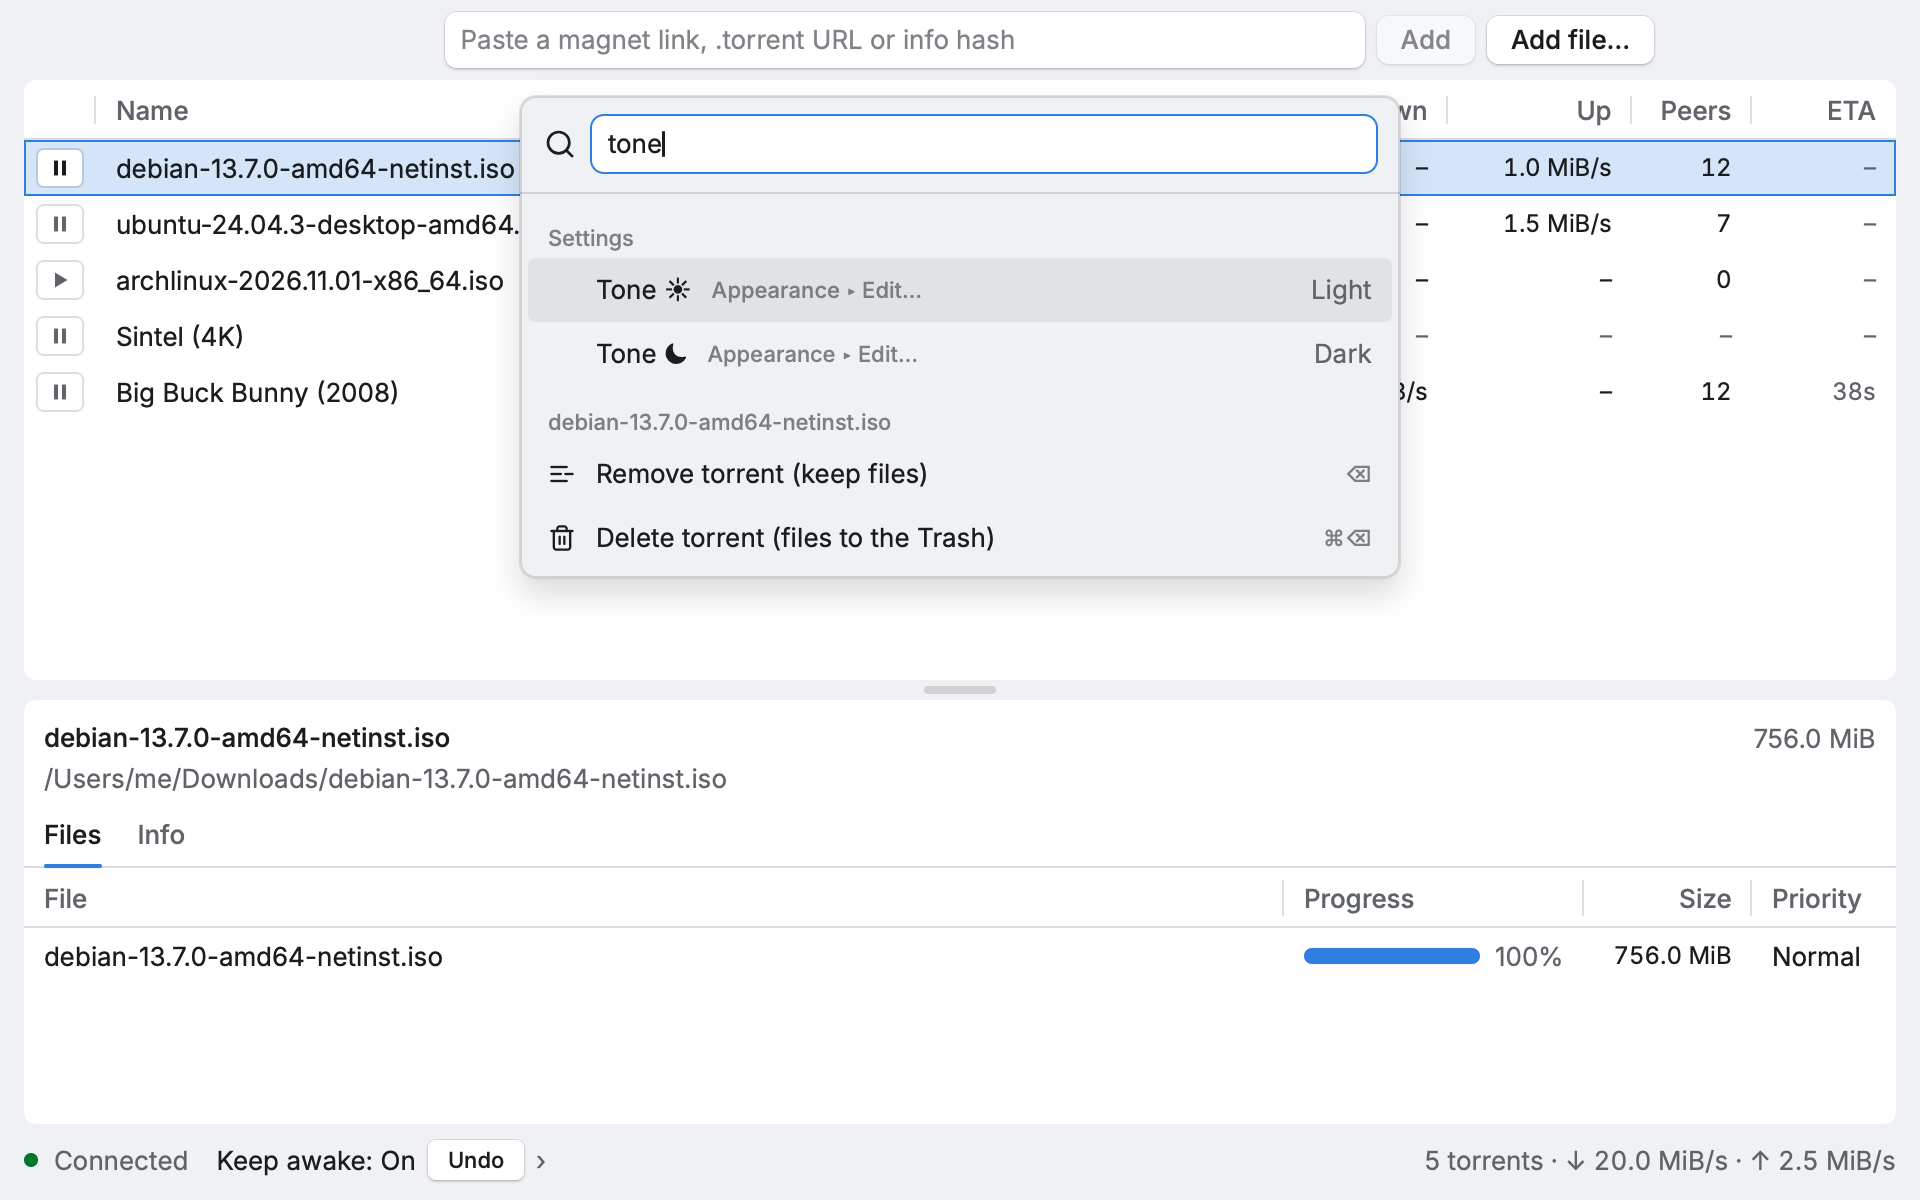 Paste a magnet link, .torrent URL or info hash Add Add file...
Name Up Peers ETA
tone
debian-13.7.0-amd64-netinst.iso – 1.0 MiB/s 12 –
ubuntu-24.04.3-desktop-amd64. – 1.5 MiB/s 7 –
Settings
archlinux-2026.11.01-x86_64.iso – – 0 –
Tone ☀ Appearance ▸ Edit... Light
Sintel (4K) – – – –
Tone ☾ Appearance ▸ Edit... Dark
Big Buck Bunny (2008) – 12 38s
debian-13.7.0-amd64-netinst.iso
Remove torrent (keep files) ⌫
Delete torrent (files to the Trash) ⌘⌫
debian-13.7.0-amd64-netinst.iso 756.0 MiB
/Users/me/Downloads/debian-13.7.0-amd64-netinst.iso
Files Info
File Progress Size Priority
debian-13.7.0-amd64-netinst.iso 100% 756.0 MiB Normal
Connected Keep awake: On Undo › 5 torrents · ↓ 20.0 MiB/s · ↑ 2.5 MiB/s